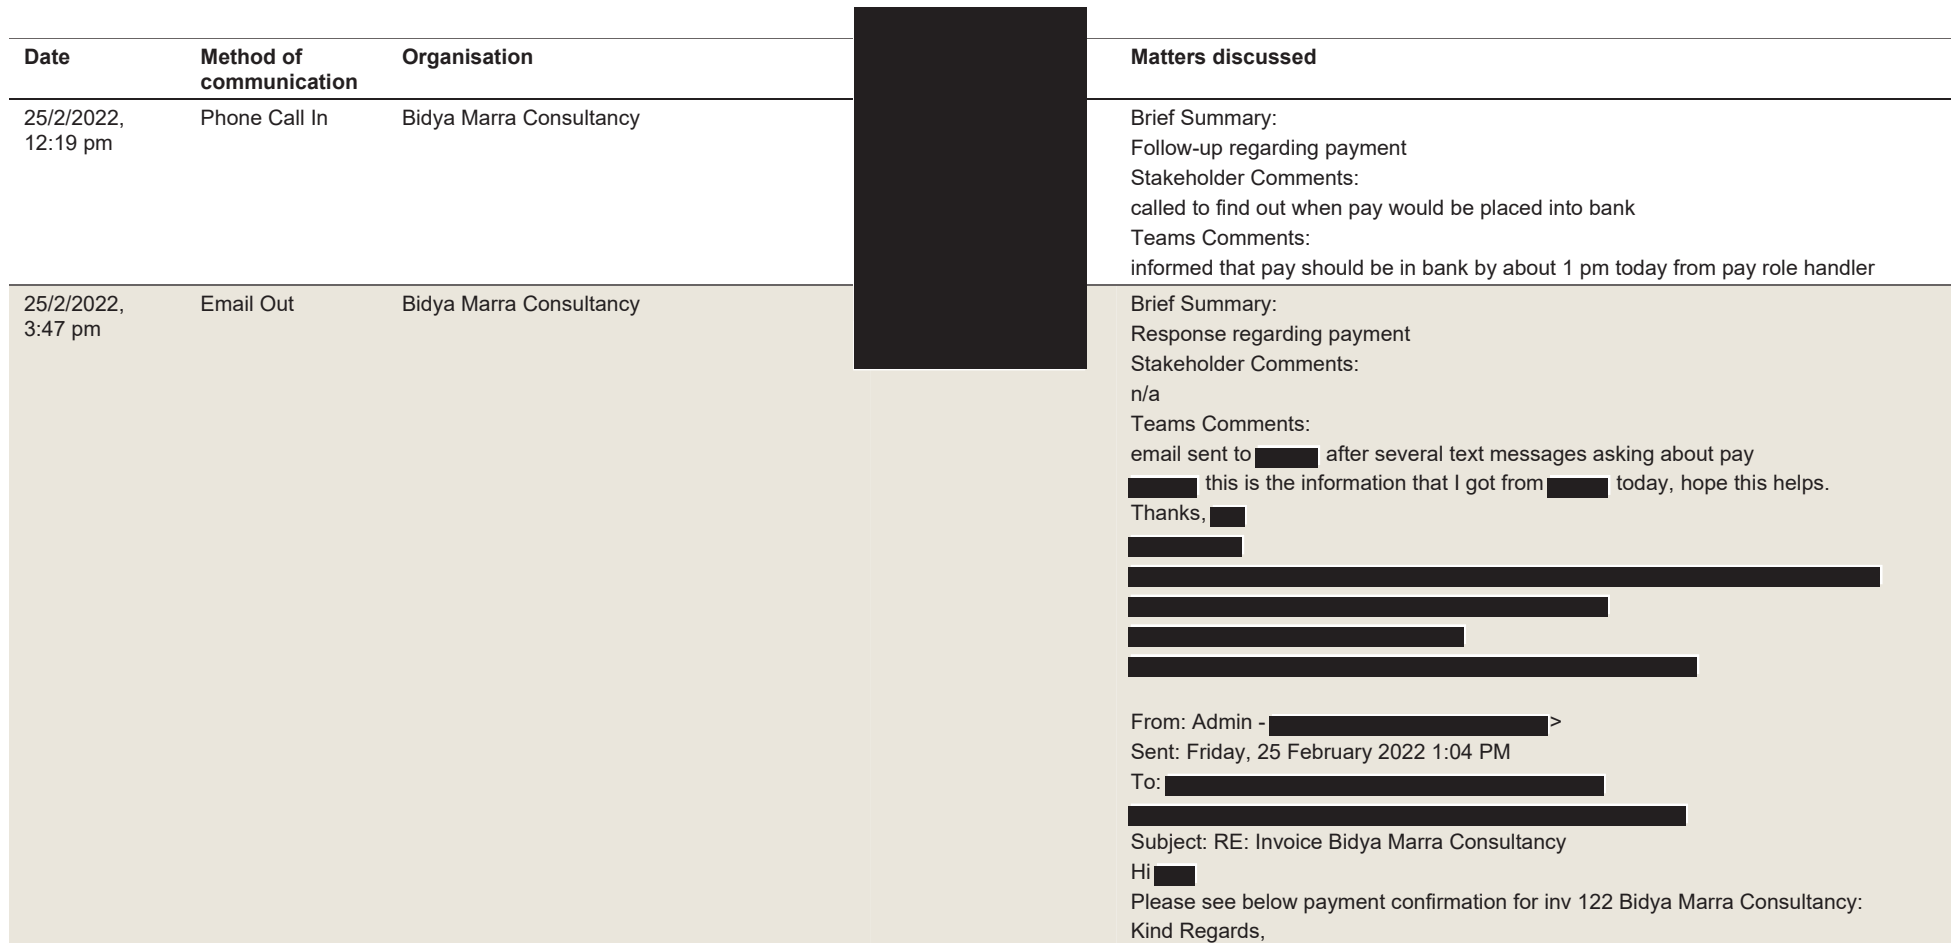 Date Method of communication Organisation Matters discussed
25/2/2022, 12:19 pm Phone Call In Bidya Marra Consultancy Brief Summary:
Follow-up regarding payment
Stakeholder Comments:
called to find out when pay would be placed into bank
Teams Comments:
informed that pay should be in bank by about 1 pm today from pay role handler
25/2/2022, 3:47 pm Email Out Bidya Marra Consultancy Brief Summary:
Response regarding payment
Stakeholder Comments:
n/a
Teams Comments:
email sent to after several text messages asking about pay
this is the information that I got from today, hope this helps.
Thanks,
From: Admin - >
Sent: Friday, 25 February 2022 1:04 PM
To:
Subject: RE: Invoice Bidya Marra Consultancy
Hi
Please see below payment confirmation for inv 122 Bidya Marra Consultancy:
Kind Regards,